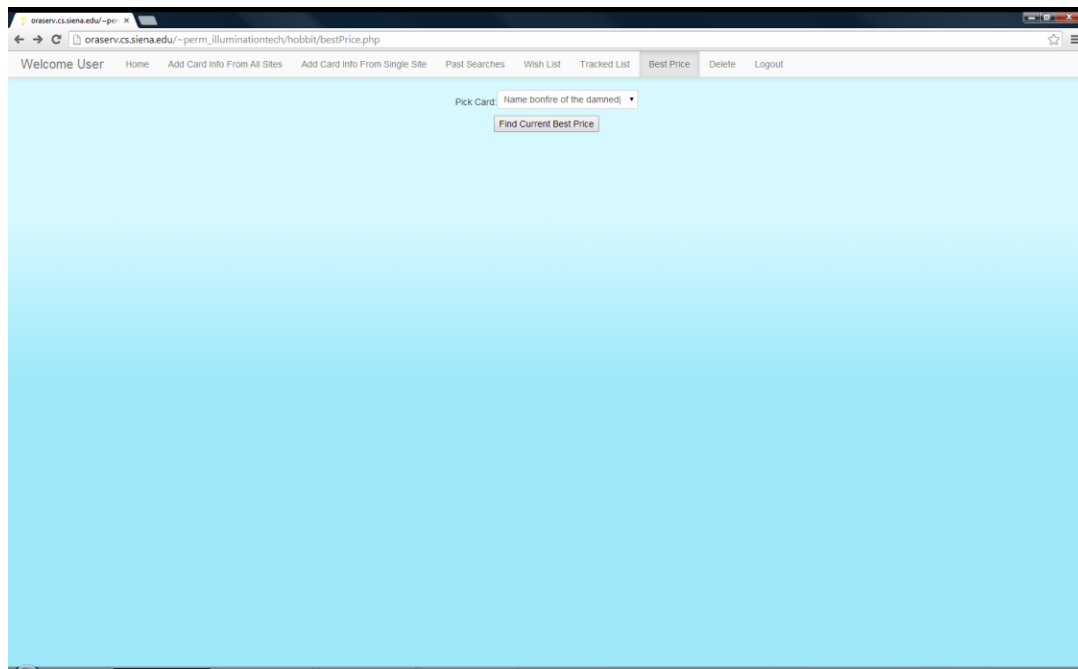 oraserv.cs.siena.edu/~per
oraserv.cs.siena.edu/~perm_illuminationtech/hobbit/bestPrice.php
Welcome User Home Add Card Info From All Sites Add Card Info From Single Site Past Searches Wish List Tracked List Best Price Delete Logout
Pick Card: Name:bonfire of the damned|
Find Current Best Price